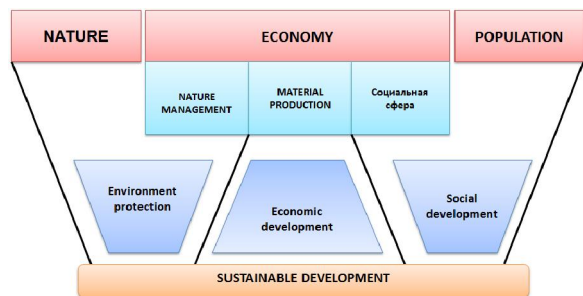 NATURE
ECONOMY
POPULATION
NATURE
MANAGEMENT
MATERIAL
PRODUCTION
Социальная
сфера
Environment
protection
Economic
development
Social
development
SUSTAINABLE DEVELOPMENT